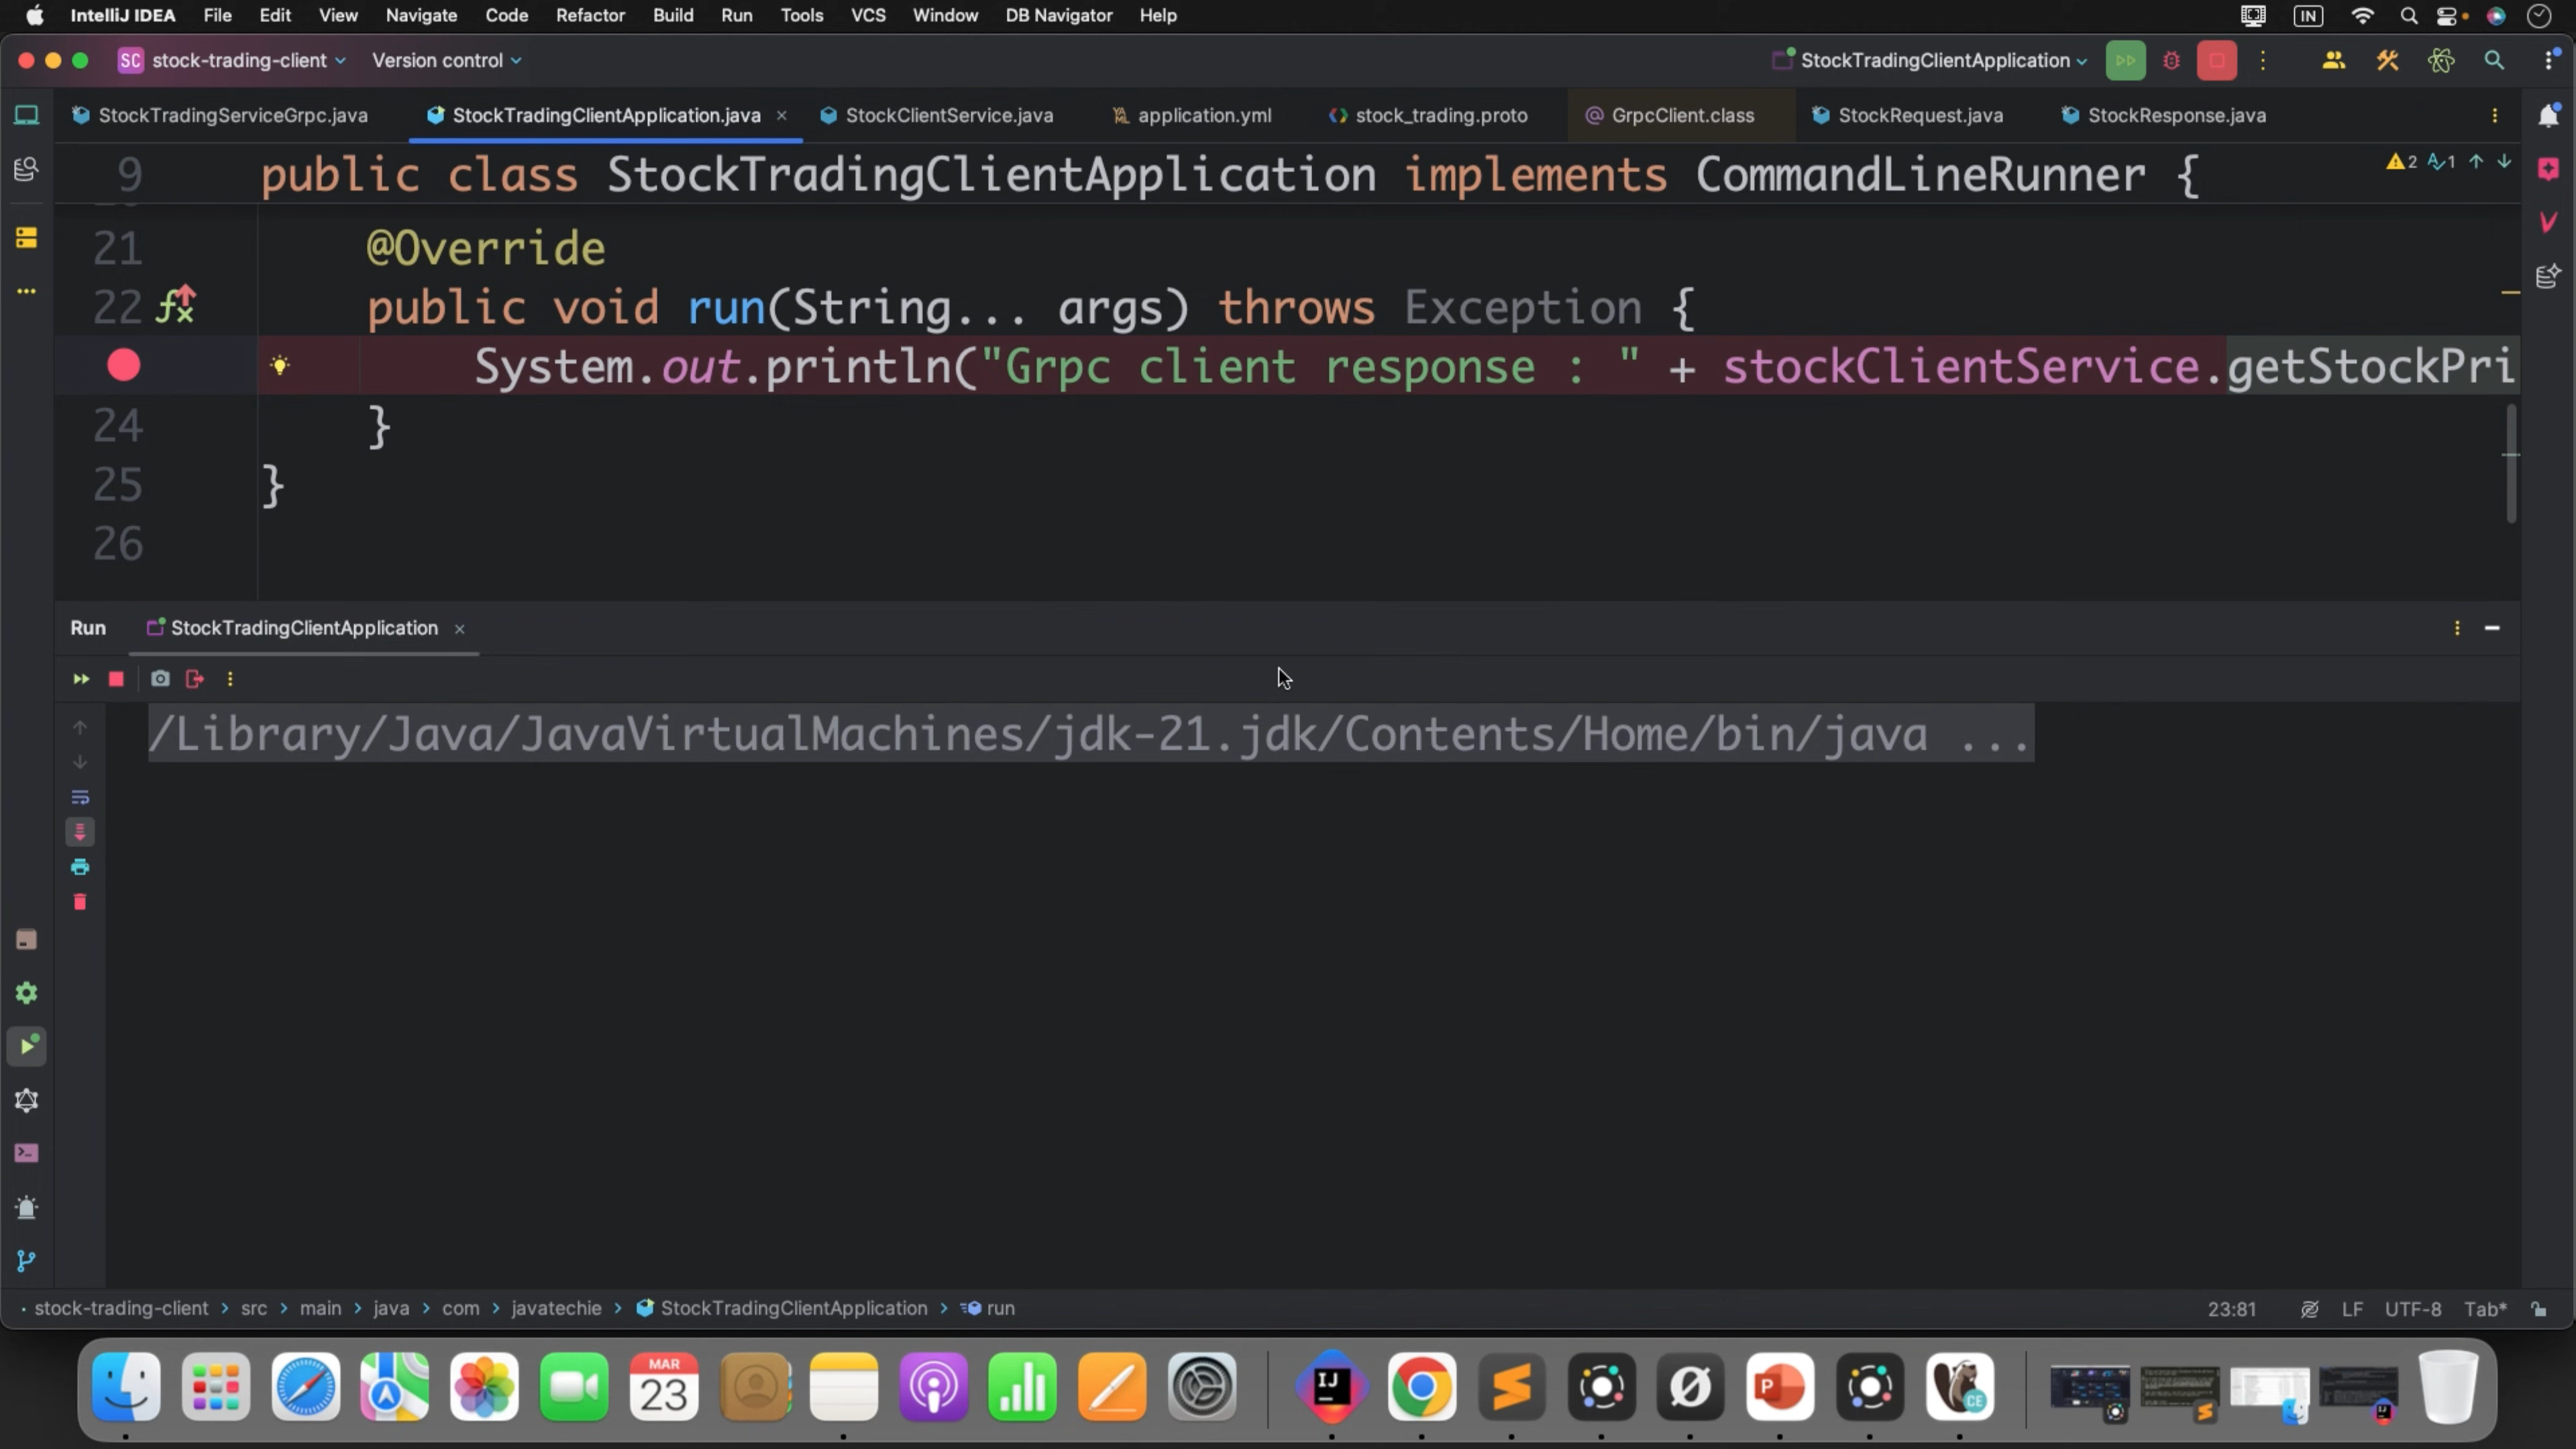 IntelliJ IDEA File Edit View Navigate Code Refactor Build Run Tools VCS Window DB Navigator Help IN
SC stock-trading-client Version control StockTradingClientApplication
StockTradingServiceGrpc.java StockTradingClientApplication.java StockClientService.java application.yml stock_trading.proto GrpcClient.class StockRequest.java StockResponse.java
9 public class StockTradingClientApplication implements CommandLineRunner { 2 1
21 @Override
22 public void run(String... args) throws Exception {
System.out.println("Grpc client response : " + stockClientService.getStockPri
24 }
25 }
26
Run StockTradingClientApplication
/Library/Java/JavaVirtualMachines/jdk-21.jdk/Contents/Home/bin/java ...
stock-trading-client > src > main > java > com > javatechie > StockTradingClientApplication > run 23:81 LF UTF-8 Tab*
MAR
23
IJ
P
CE